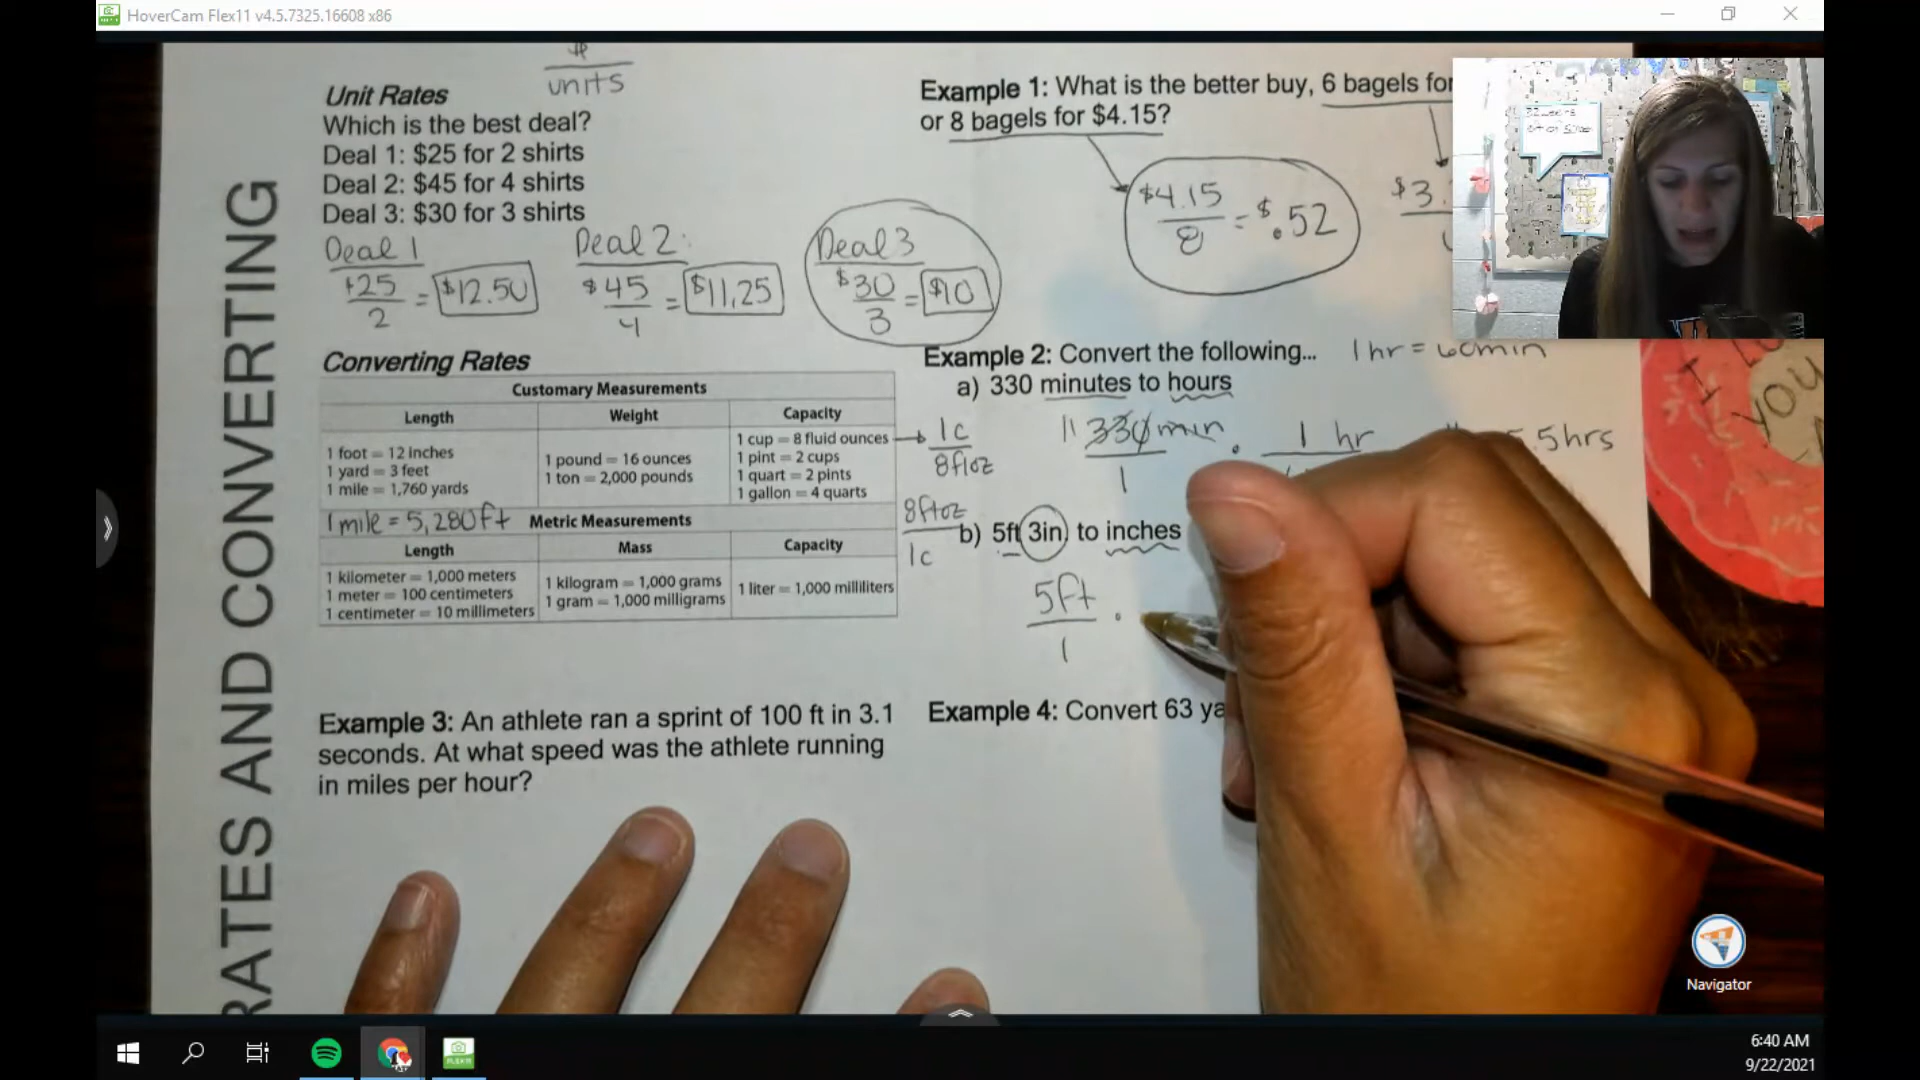 HoverCam Flex11 v4.5.7325.16608 x86
RATES AND CONVERTING
units
Unit Rates
Which is the best deal?
Deal 1: $25 for 2 shirts
Deal 2: $45 for 4 shirts
Deal 3: $30 for 3 shirts
Deal 1
$25
2
= $12.50
Deal 2:
$45
4
= $11.25
Deal 3
$30
3
= $10
Example 1: What is the better buy, 6 bagels for
or 8 bagels for $4.15?
$4.15
8
= $.52
$3.
Converting Rates
Customary Measurements
Length Weight Capacity
1 foot = 12 inches
1 yard = 3 feet
1 mile = 1,760 yards
1 pound = 16 ounces
1 ton = 2,000 pounds
1 cup = 8 fluid ounces
1 pint = 2 cups
1 quart = 2 pints
1 gallon = 4 quarts
1 mile = 5,280ft
Metric Measurements
Length Mass Capacity
1 kilometer = 1,000 meters
1 meter = 100 centimeters
1 centimeter = 10 millimeters
1 kilogram = 1,000 grams
1 gram = 1,000 milligrams
1 liter = 1,000 milliliters
1c
8floz
8floz
1c
Example 2: Convert the following... 1hr = 60min
a) 330 minutes to hours
11 330 min · 1 hr 5.5hrs
1
b) 5ft 3in to inches
5ft ·
1
Example 3: An athlete ran a sprint of 100 ft in 3.1
seconds. At what speed was the athlete running
in miles per hour?
Example 4: Convert 63 ya
Navigator
6:40 AM
9/22/2021